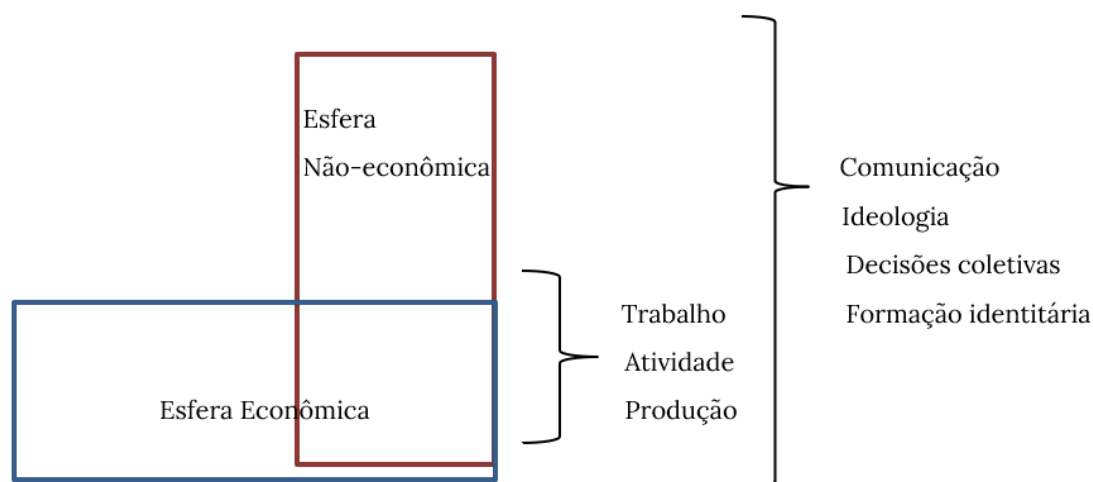 Esfera
Não-econômica
Esfera Econômica
Trabalho
Atividade
Produção
Comunicação
Ideologia
Decisões coletivas
Formação identitária